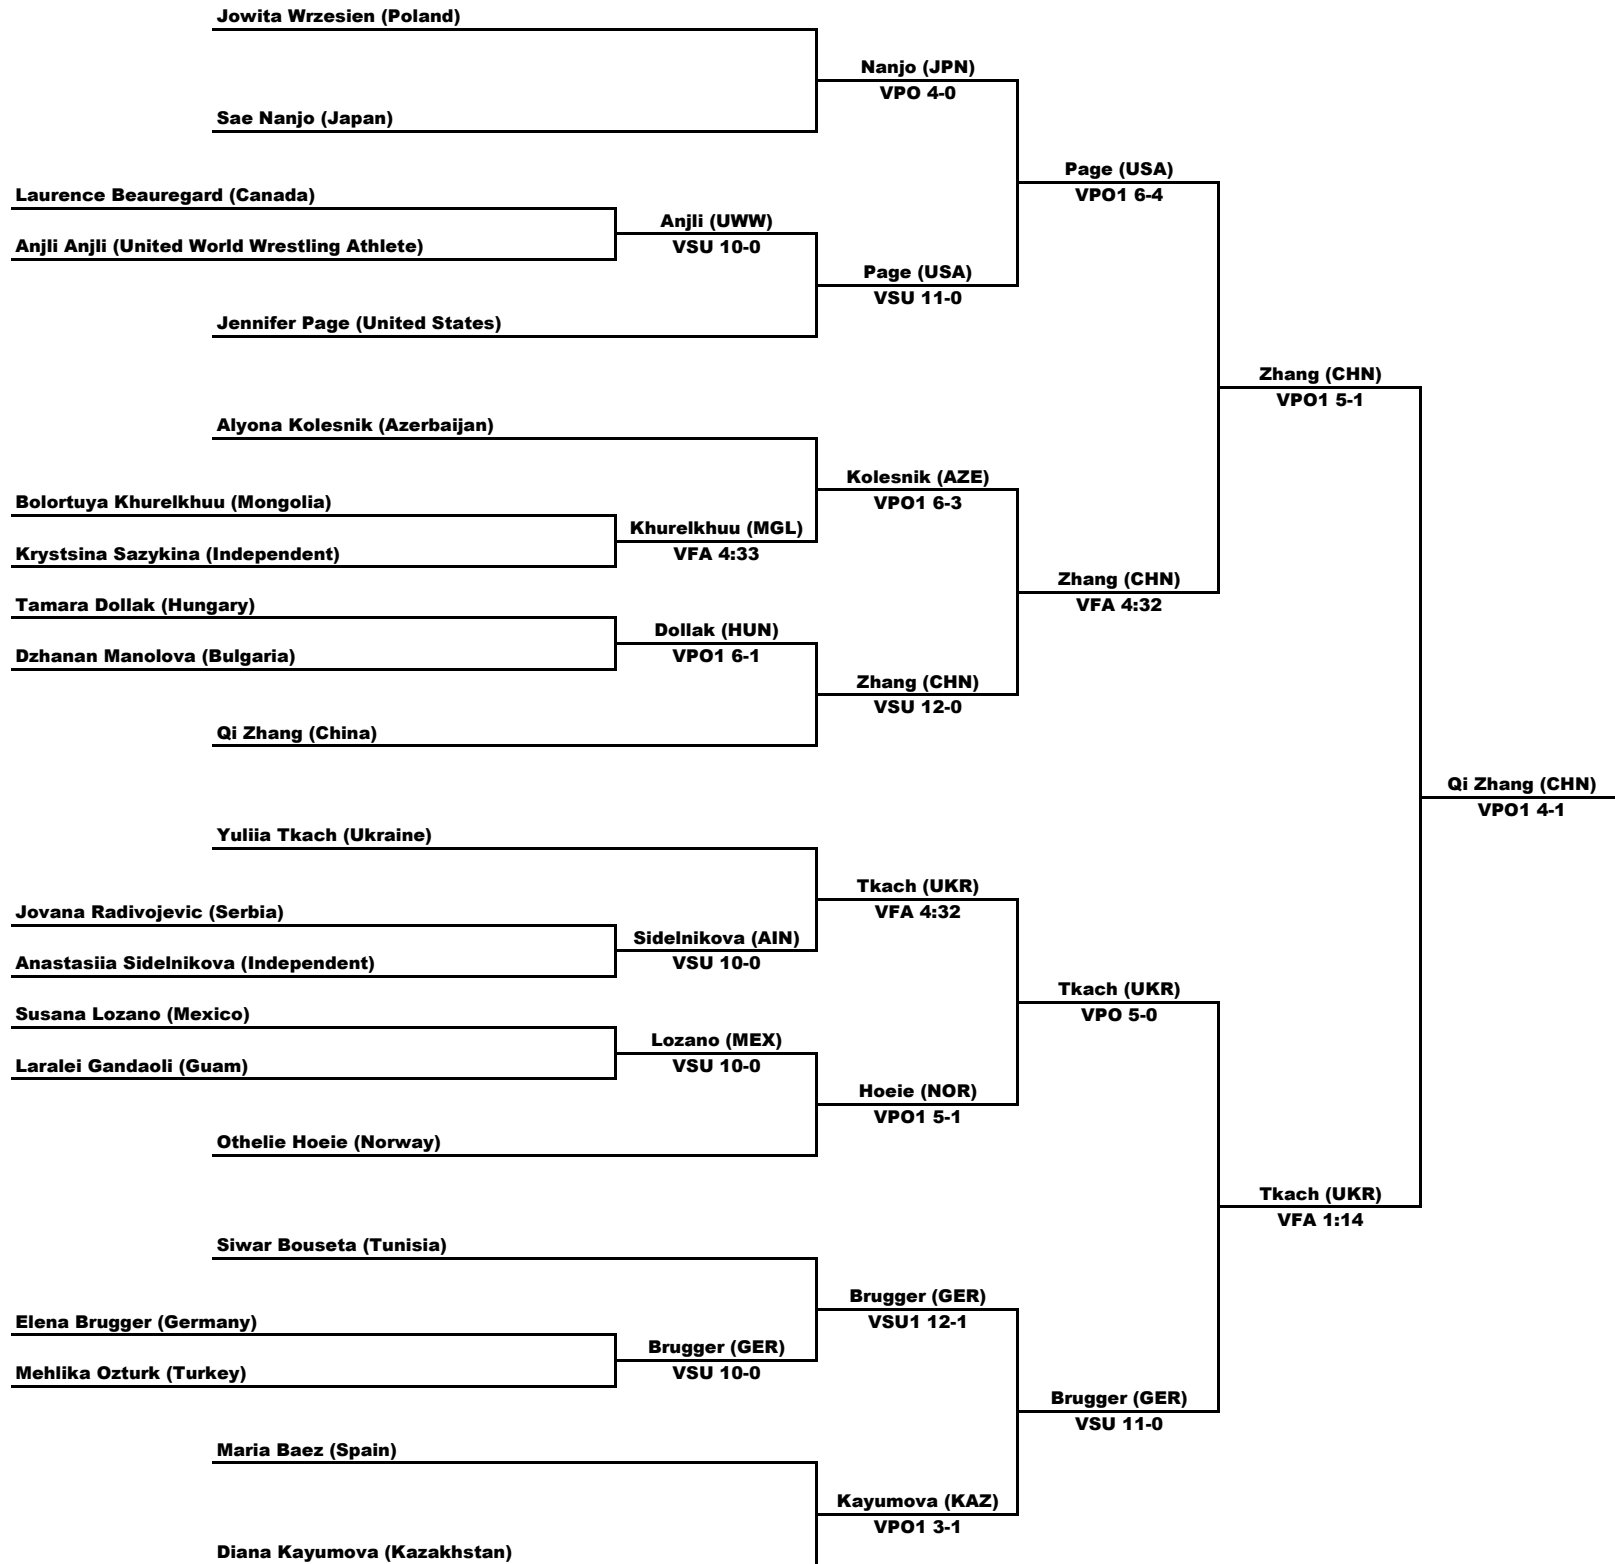 Jowita Wrzesien (Poland)
Nanjo (JPN)
VPO 4-0
Sae Nanjo (Japan)
Page (USA)
VPO1 6-4
Laurence Beauregard (Canada)
Anjli (UWW)
VSU 10-0
Anjli Anjli (United World Wrestling Athlete)
Page (USA)
VSU 11-0
Jennifer Page (United States)
Zhang (CHN)
VPO1 5-1
Alyona Kolesnik (Azerbaijan)
Kolesnik (AZE)
VPO1 6-3
Bolortuya Khurelkhuu (Mongolia)
Khurelkhuu (MGL)
VFA 4:33
Krystsina Sazykina (Independent)
Zhang (CHN)
VFA 4:32
Tamara Dollak (Hungary)
Dollak (HUN)
VPO1 6-1
Dzhanan Manolova (Bulgaria)
Zhang (CHN)
VSU 12-0
Qi Zhang (China)
Qi Zhang (CHN)
VPO1 4-1
Yuliia Tkach (Ukraine)
Tkach (UKR)
VFA 4:32
Jovana Radivojevic (Serbia)
Sidelnikova (AIN)
VSU 10-0
Anastasiia Sidelnikova (Independent)
Tkach (UKR)
VPO 5-0
Susana Lozano (Mexico)
Lozano (MEX)
VSU 10-0
Laralei Gandaoli (Guam)
Hoeie (NOR)
VPO1 5-1
Othelie Hoeie (Norway)
Tkach (UKR)
VFA 1:14
Siwar Bouseta (Tunisia)
Brugger (GER)
VSU1 12-1
Elena Brugger (Germany)
Brugger (GER)
VSU 10-0
Mehlika Ozturk (Turkey)
Brugger (GER)
VSU 11-0
Maria Baez (Spain)
Kayumova (KAZ)
VPO1 3-1
Diana Kayumova (Kazakhstan)